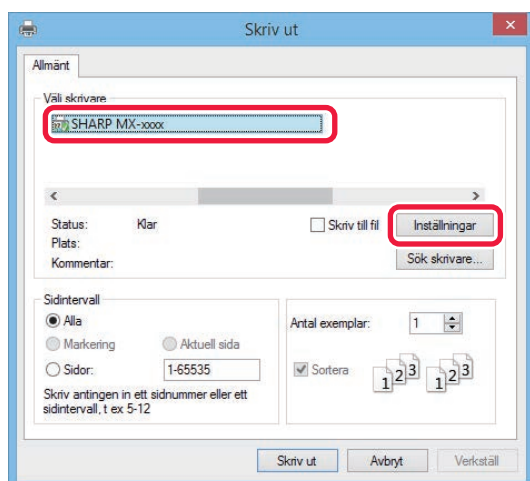 Skriv ut
Allmänt
Välj skrivare
SHARP MX-xxxx
Status: Klar
Plats:
Kommentar:
Skriv till fil
Inställningar
Sök skrivare...
Sidintervall
Alla
Markering Aktuell sida
Sidor: 1-65535
Skriv antingen in ett sidnummer eller ett
sidintervall, t ex 5-12
Antal exemplar: 1
Sortera
1 2 3 1 2 3
Skriv ut Avbryt Verkställ